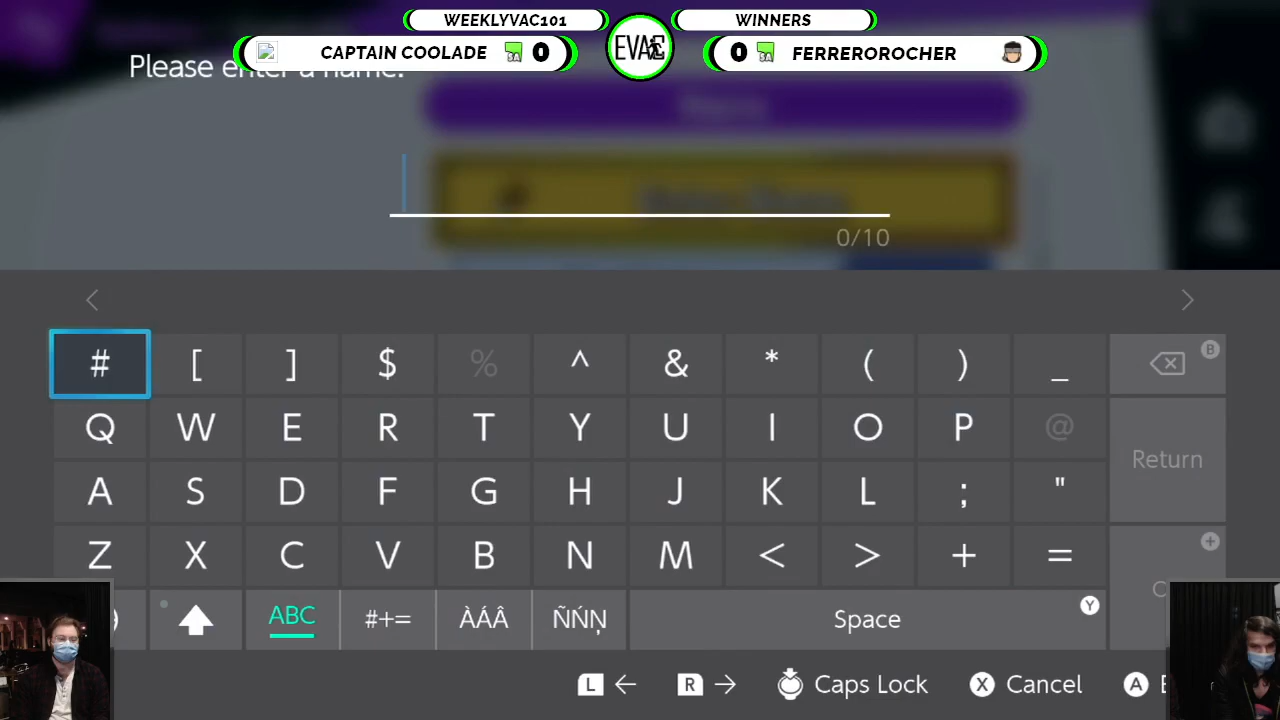 WEEKLYVAC101
WINNERS
CAPTAIN COOLADE 0
EVAC
0 FERREROROCHER
Please enter a name.
0/10
# [ ] $ % ^ & * ( ) _ B
Q W E R T Y U I O P @
Return
A S D F G H J K L ; "
Z X C V B N M < > + = +
ABC #+= ÀÁÂ ÑŃŅ Space Y
L ← R → Caps Lock X Cancel A